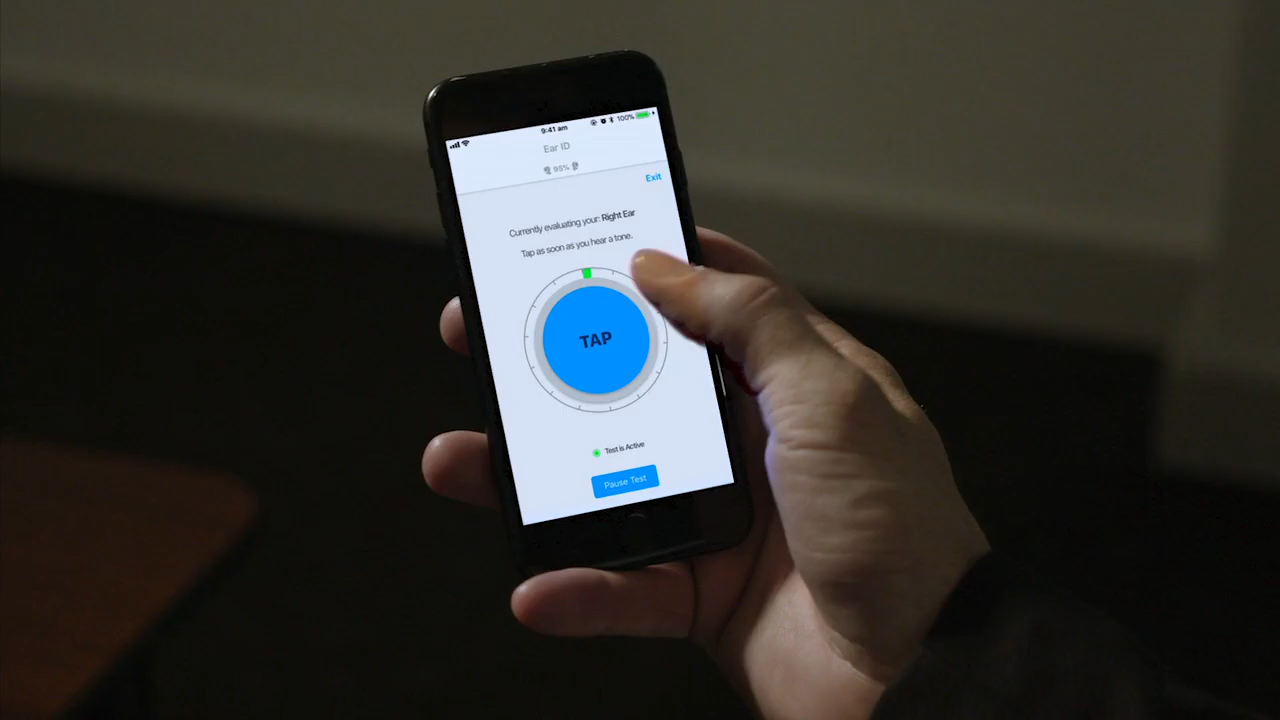 9:41 am
100%
Ear ID
95%
Exit
Currently evaluating your: Right Ear
Tap as soon as you hear a tone.
TAP
Test is Active
Pause Test